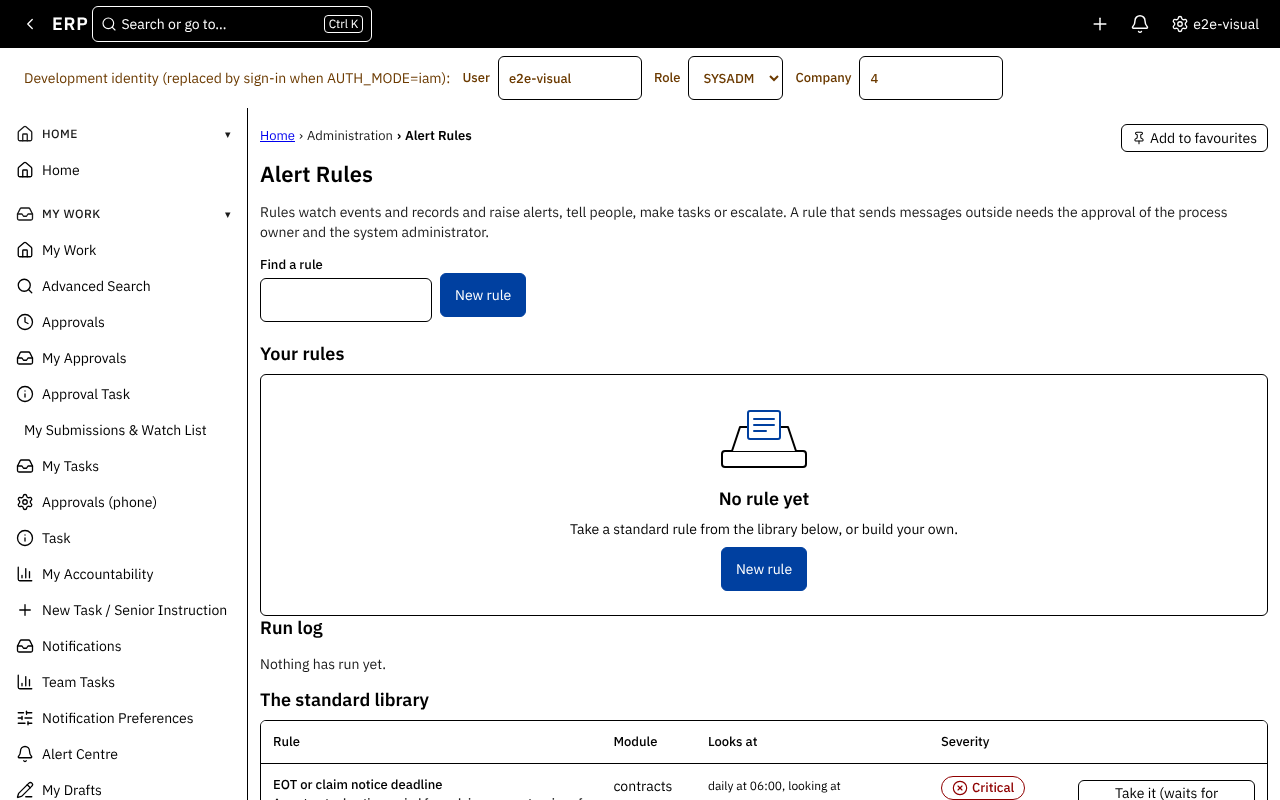 ERP
Search or go to...
Ctrl K
e2e-visual
Development identity (replaced by sign-in when AUTH_MODE=iam):
User
e2e-visual
Role
SYSADM
Company
4
HOME
Home
MY WORK
My Work
Advanced Search
Approvals
My Approvals
Approval Task
My Submissions & Watch List
My Tasks
Approvals (phone)
Task
My Accountability
New Task / Senior Instruction
Notifications
Team Tasks
Notification Preferences
Alert Centre
My Drafts
Home › Administration › Alert Rules
Add to favourites
Alert Rules
Rules watch events and records and raise alerts, tell people, make tasks or escalate. A rule that sends messages outside needs the approval of the process
owner and the system administrator.
Find a rule
New rule
Your rules
No rule yet
Take a standard rule from the library below, or build your own.
New rule
Run log
Nothing has run yet.
The standard library
Rule Module Looks at Severity
EOT or claim notice deadline
contracts
daily at 06:00, looking at
Critical
Take it (waits for